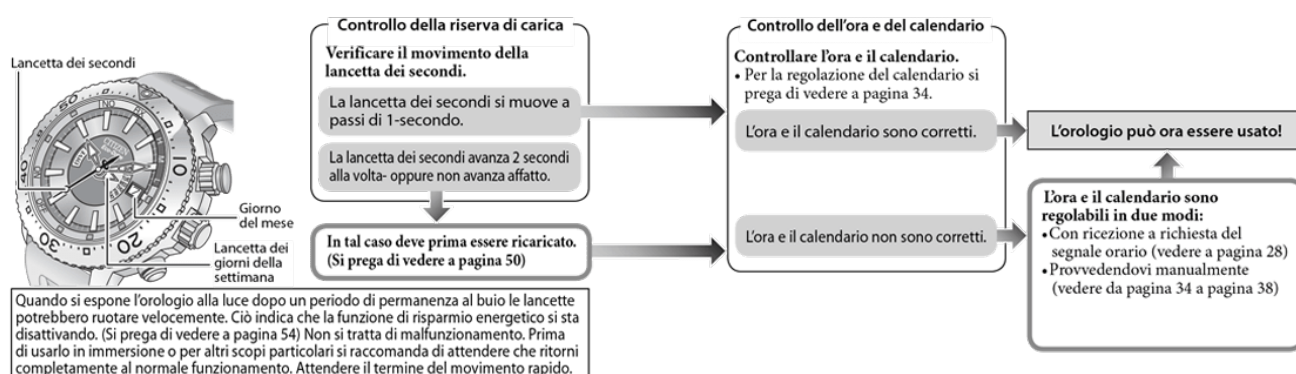 Lancetta dei secondi
Giorno
del mese
Lancetta dei
giorni della
settimana
Controllo della riserva di carica
Verificare il movimento della
lancetta dei secondi.
La lancetta dei secondi si muove a
passi di 1-secondo.
La lancetta dei secondi avanza 2 secondi
alla volta- oppure non avanza affatto.
In tal caso deve prima essere ricaricato.
(Si prega di vedere a pagina 50)
Controllo dell'ora e del calendario
Controllare l'ora e il calendario.
• Per la regolazione del calendario si
prega di vedere a pagina 34.
L'ora e il calendario sono corretti.
L'ora e il calendario non sono corretti.
L'orologio può ora essere usato!
L'ora e il calendario sono
regolabili in due modi:
• Con ricezione a richiesta del
segnale orario (vedere a pagina 28)
• Provvedendovi manualmente
(vedere da pagina 34 a pagina 38)
Quando si espone l'orologio alla luce dopo un periodo di permanenza al buio le lancette
potrebbero ruotare velocemente. Ciò indica che la funzione di risparmio energetico si sta
disattivando. (Si prega di vedere a pagina 54) Non si tratta di malfunzionamento. Prima
di usarlo in immersione o per altri scopi particolari si raccomanda di attendere che ritorni
completamente al normale funzionamento. Attendere il termine del movimento rapido.
50
10
20
30
40
CITIZEN